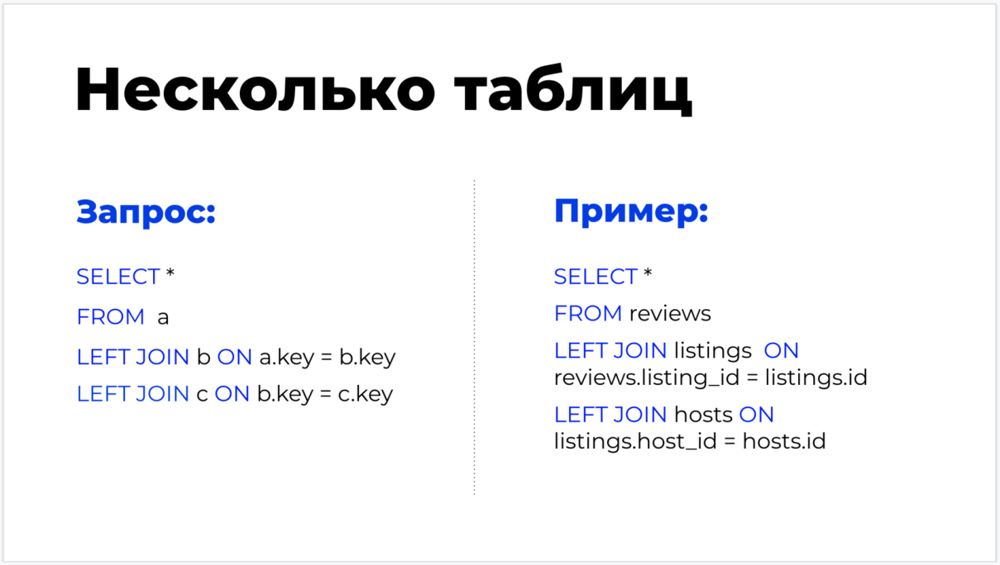 Несколько таблиц
Запрос:
SELECT *
FROM a
LEFT JOIN b ON a.key = b.key
LEFT JOIN c ON b.key = c.key
Пример:
SELECT *
FROM reviews
LEFT JOIN listings ON
reviews.listing_id = listings.id
LEFT JOIN hosts ON
listings.host_id = hosts.id